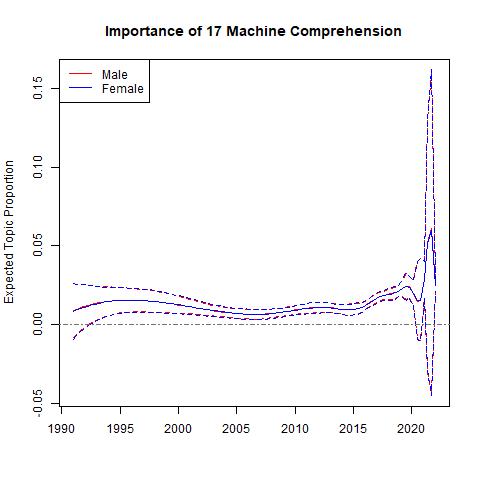 Importance of 17 Machine Comprehension
Male
Female
Expected Topic Proportion
0.15
0.10
0.05
0.00
-0.05
1990 1995 2000 2005 2010 2015 2020